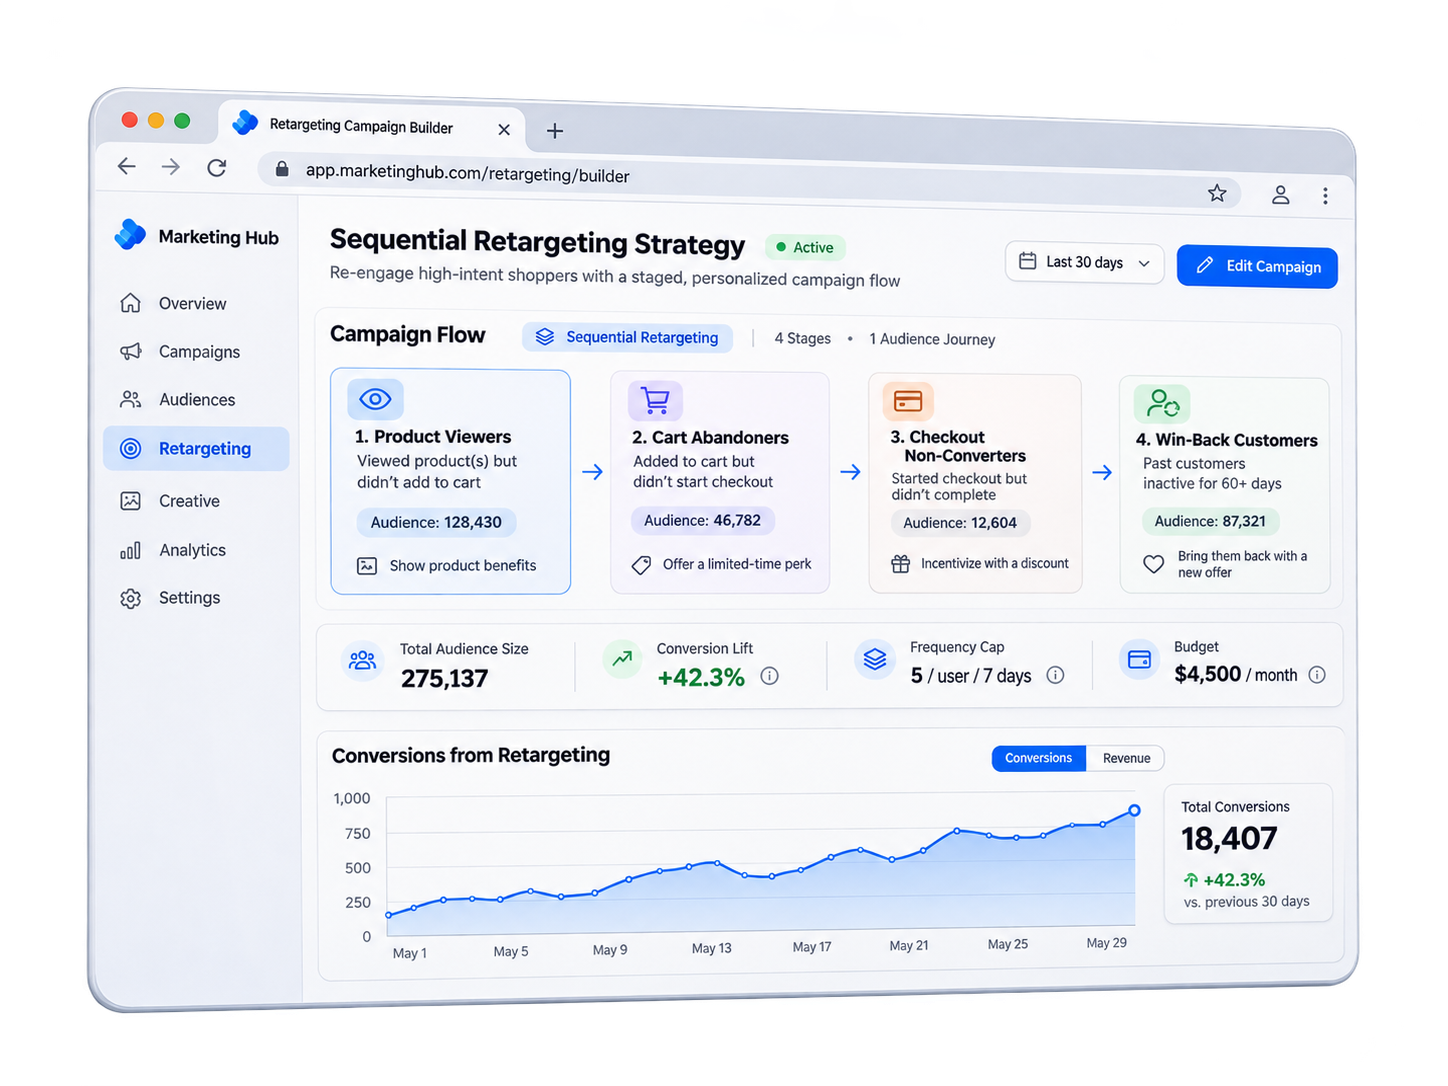 Retargeting Campaign Builder
app.marketinghub.com/retargeting/builder
Marketing Hub
Overview
Campaigns
Audiences
Retargeting
Creative
Analytics
Settings
Sequential Retargeting Strategy
Active
Re-engage high-intent shoppers with a staged, personalized campaign flow
Last 30 days
Edit Campaign
Campaign Flow
Sequential Retargeting
4 Stages • 1 Audience Journey
1. Product Viewers
Viewed product(s) but
didn’t add to cart
Audience: 128,430
Show product benefits
2. Cart Abandoners
Added to cart but
didn’t start checkout
Audience: 46,782
Offer a limited-time perk
3. Checkout
Non-Converters
Started checkout but
didn’t complete
Audience: 12,604
Incentivize with a discount
4. Win-Back Customers
Past customers
inactive for 60+ days
Audience: 87,321
Bring them back with a
new offer
Total Audience Size
275,137
Conversion Lift
+42.3%
Frequency Cap
5 / user / 7 days
Budget
$4,500 / month
Conversions from Retargeting
Conversions
Revenue
1,000
750
500
250
0
May 1
May 5
May 9
May 13
May 17
May 21
May 25
May 29
Total Conversions
18,407
+42.3%
vs. previous 30 days